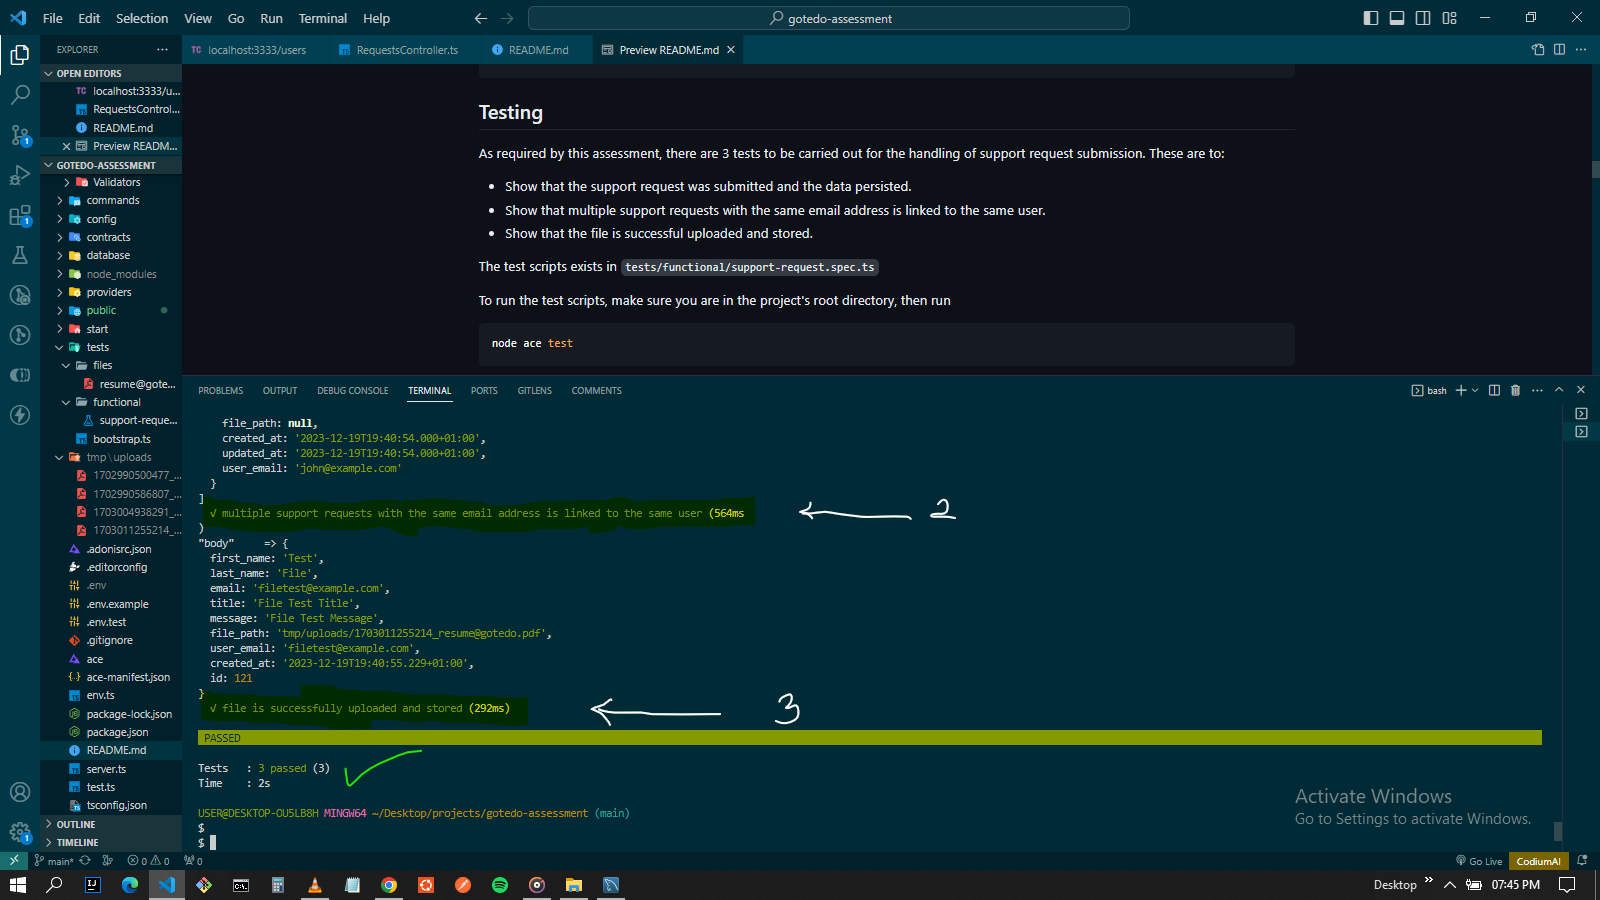 File Edit Selection View Go Run Terminal Help
gotedo-assessment
EXPLORER
localhost:3333/users
RequestsController.ts
README.md
Preview README.md
OPEN EDITORS
localhost:3333/u...
RequestsControl...
README.md
Preview READM...
GOTEDO-ASSESSMENT
Validators
commands
config
contracts
database
node_modules
providers
public
start
tests
files
resume@gote...
functional
support-reque...
bootstrap.ts
tmp\uploads
1702990500477_...
1702990586807_...
1703004938291_...
1703011255214_...
.adonisrc.json
.editorconfig
.env
.env.example
.env.test
.gitignore
ace
ace-manifest.json
env.ts
package-lock.json
package.json
README.md
server.ts
test.ts
tsconfig.json
OUTLINE
TIMELINE
Testing
As required by this assessment, there are 3 tests to be carried out for the handling of support request submission. These are to:
• Show that the support request was submitted and the data persisted.
• Show that multiple support requests with the same email address is linked to the same user.
• Show that the file is successful uploaded and stored.
The test scripts exists in tests/functional/support-request.spec.ts
To run the test scripts, make sure you are in the project's root directory, then run
node ace test
PROBLEMS OUTPUT DEBUG CONSOLE TERMINAL PORTS GITLENS COMMENTS
bash
file_path: null,
created_at: '2023-12-19T19:40:54.000+01:00',
updated_at: '2023-12-19T19:40:54.000+01:00',
user_email: 'john@example.com'
}
]
√ multiple support requests with the same email address is linked to the same user (564ms
)
2
"body" => {
first_name: 'Test',
last_name: 'File',
email: 'filetest@example.com',
title: 'File Test Title',
message: 'File Test Message',
file_path: 'tmp/uploads/1703011255214_resume@gotedo.pdf',
user_email: 'filetest@example.com',
created_at: '2023-12-19T19:40:55.229+01:00',
id: 121
}
√ file is successfully uploaded and stored (292ms)
3
PASSED
Tests : 3 passed (3)
Time : 2s
USER@DESKTOP-OU5LB8H MINGW64 ~/Desktop/projects/gotedo-assessment (main)
$
$
Activate Windows
Go to Settings to activate Windows.
main* 0 0 0
Go Live
CodiumAI
Desktop
07:45 PM